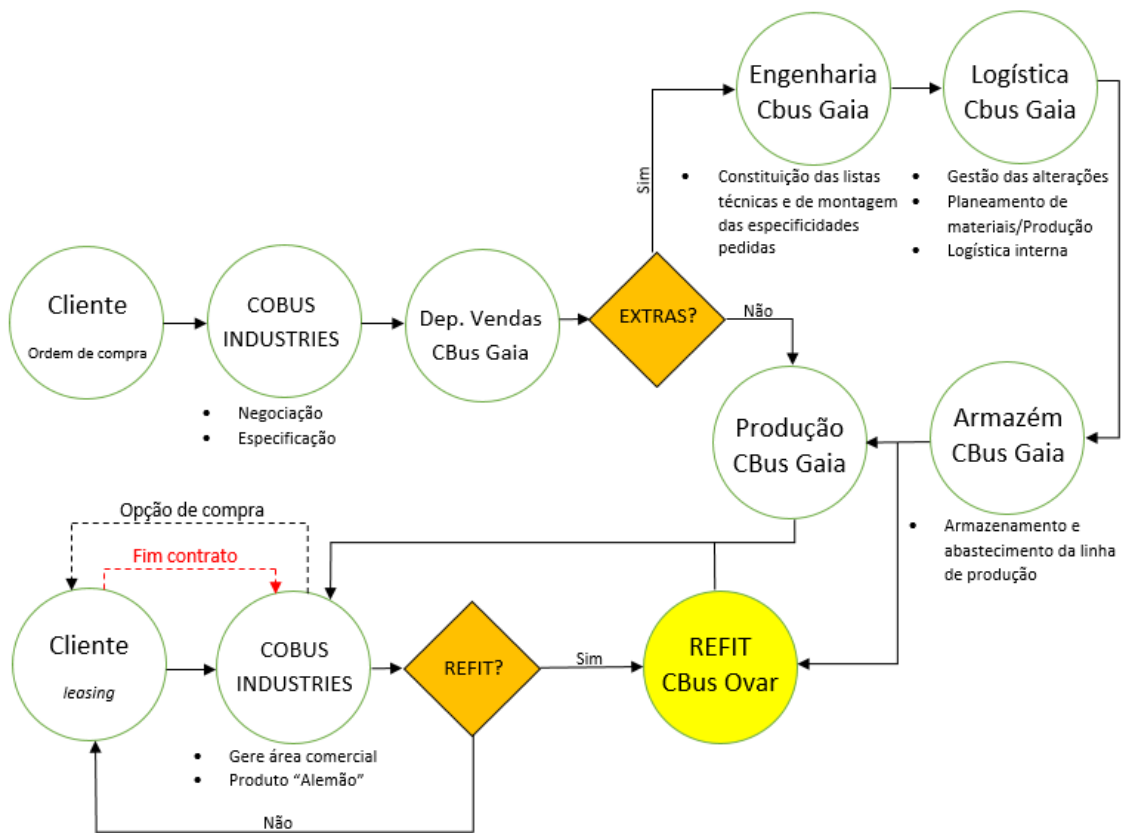 Engenharia
Cbus Gaia
Logística
Cbus Gaia
Sim
• Constituição das listas
técnicas e de montagem
das especificidades
pedidas
• Gestão das alterações
• Planeamento de
materiais/Produção
• Logística interna
Cliente
Ordem de compra
COBUS
INDUSTRIES
• Negociação
• Especificação
Dep. Vendas
CBus Gaia
EXTRAS?
Não
Produção
CBus Gaia
Armazém
CBus Gaia
• Armazenamento e
abastecimento da linha
de produção
Opção de compra
Fim contrato
Cliente
leasing
COBUS
INDUSTRIES
• Gere área comercial
• Produto “Alemão”
REFIT?
Sim
REFIT
CBus Ovar
Não